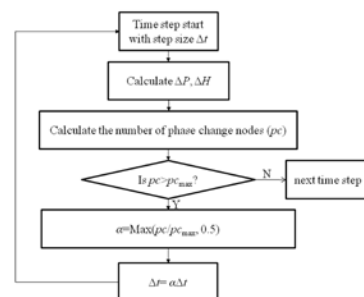 Time step start
with step size Δt
Calculate ΔP, ΔH
Calculate the number of phase change nodes (pc)
Is pc>pcmax?
N
next time step
Y
α=Max(pc/pcmax, 0.5)
Δt= αΔt